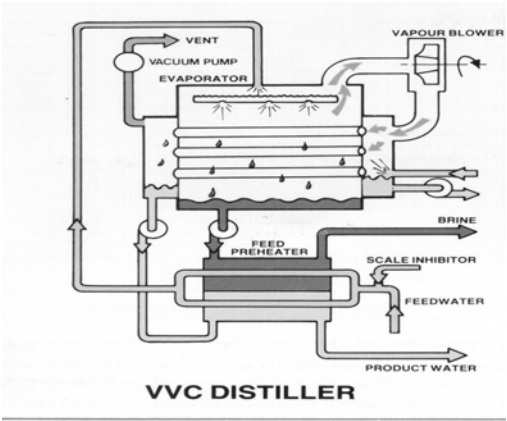 VENT
VAPOUR BLOWER
VACUUM PUMP
EVAPORATOR
BRINE
FEED
PREHEATER
SCALE INHIBITOR
FEEDWATER
PRODUCT WATER
VVC DISTILLER